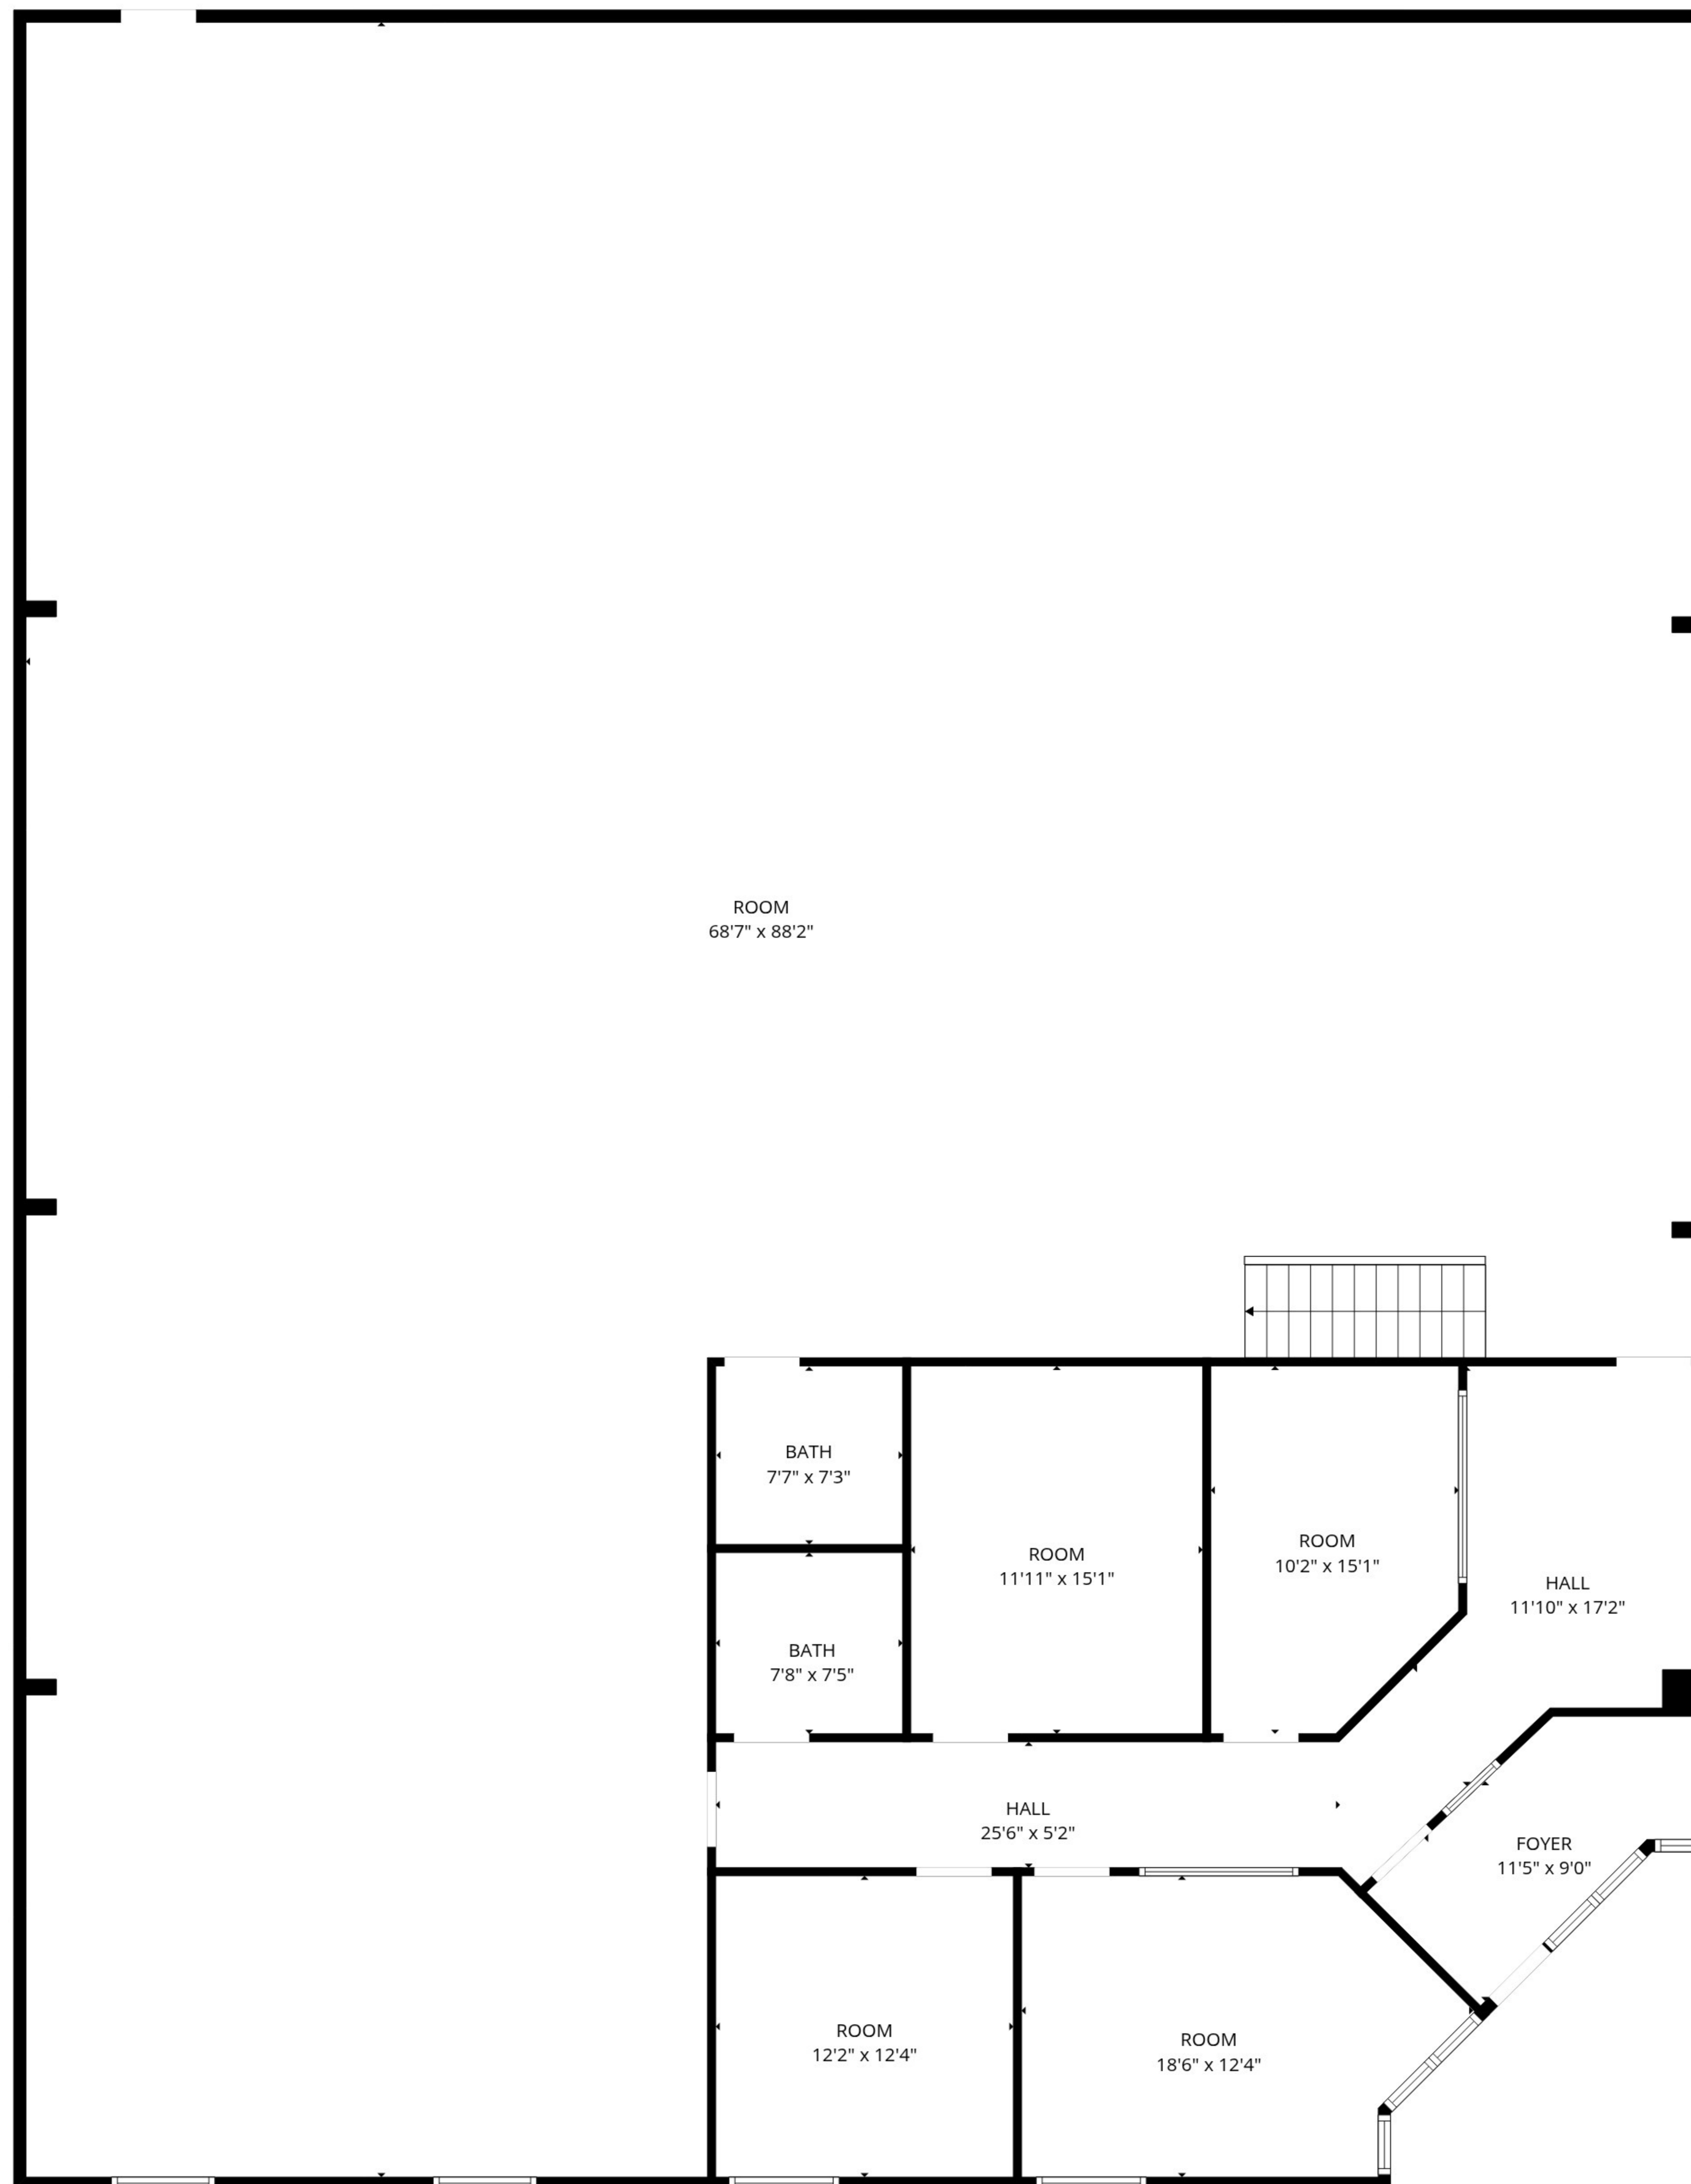 ROOM
68'7" x 88'2"
BATH
7'7" x 7'3"
ROOM
11'11" x 15'1"
ROOM
10'2" x 15'1"
HALL
11'10" x 17'2"
BATH
7'8" x 7'5"
HALL
25'6" x 5'2"
FOYER
11'5" x 9'0"
ROOM
12'2" x 12'4"
ROOM
18'6" x 12'4"